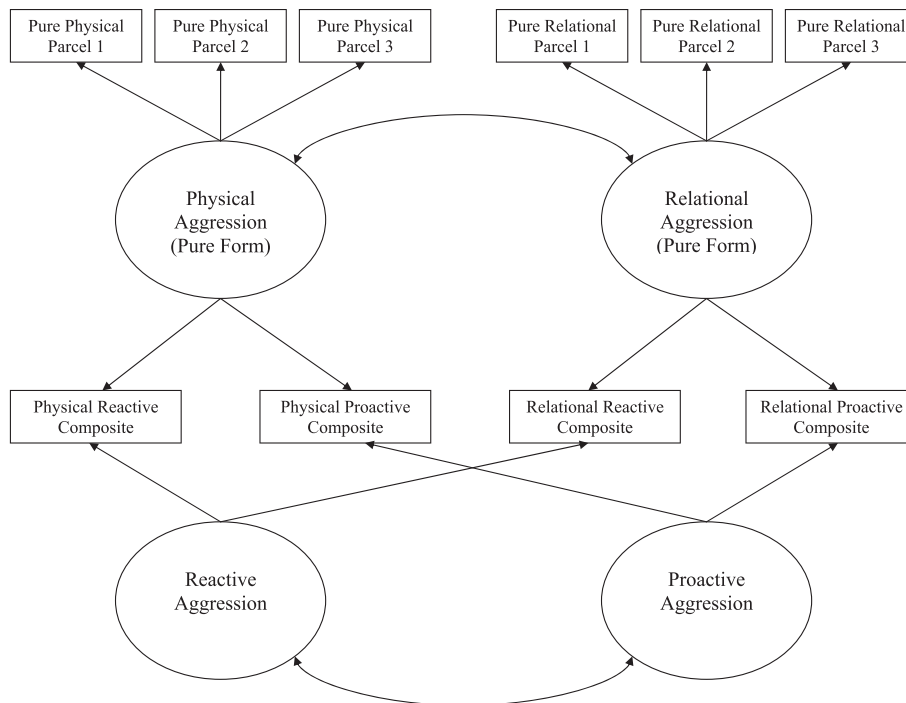 Pure Physical
Parcel 1
Pure Physical
Parcel 2
Pure Physical
Parcel 3
Pure Relational
Parcel 1
Pure Relational
Parcel 2
Pure Relational
Parcel 3
Physical
Aggression
(Pure Form)
Relational
Aggression
(Pure Form)
Physical Reactive
Composite
Physical Proactive
Composite
Relational Reactive
Composite
Relational Proactive
Composite
Reactive
Aggression
Proactive
Aggression